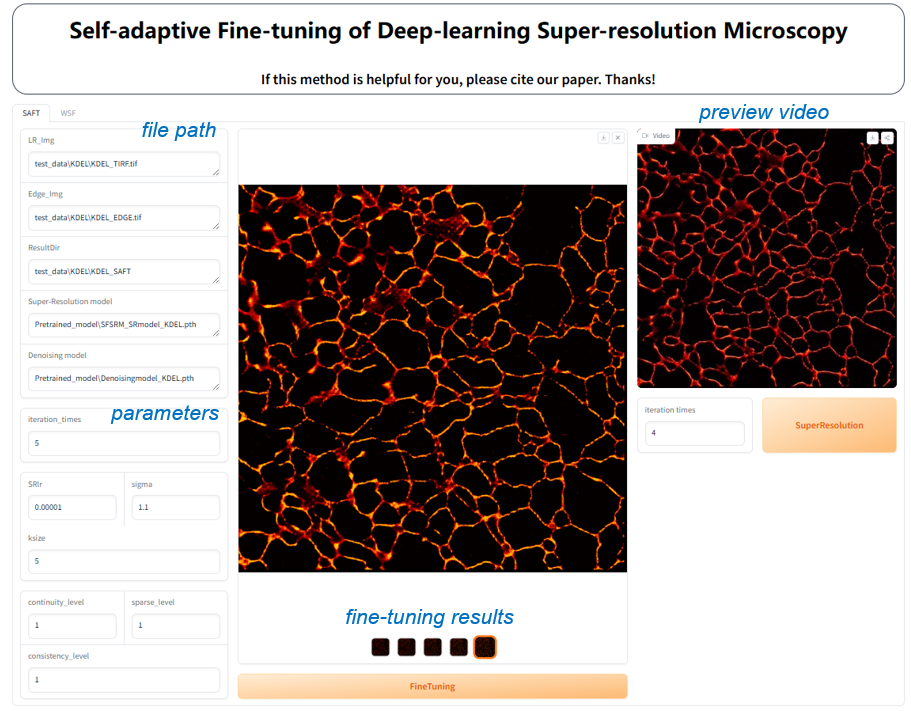 Self-adaptive Fine-tuning of Deep-learning Super-resolution Microscopy
If this method is helpful for you, please cite our paper. Thanks!
SAFT
WSF
file path
LR_Img
test_data\KDEL\KDEL_TIRF.tif
Edge_Img
test_data\KDEL\KDEL_EDGE.tif
ResultDir
test_data\KDEL\KDEL_SAFT
Super-Resolution model
Pretrained_model\SFSRM_SRmodel_KDEL.pth
Denoising model
Pretrained_model\Denoisingmodel_KDEL.pth
parameters
iteration_times
5
SRlr
sigma
0.00001
1.1
ksize
5
continuity_level
sparse_level
1
1
consistency_level
1
fine-tuning results
FineTuning
preview video
Video
iteration times
4
SuperResolution